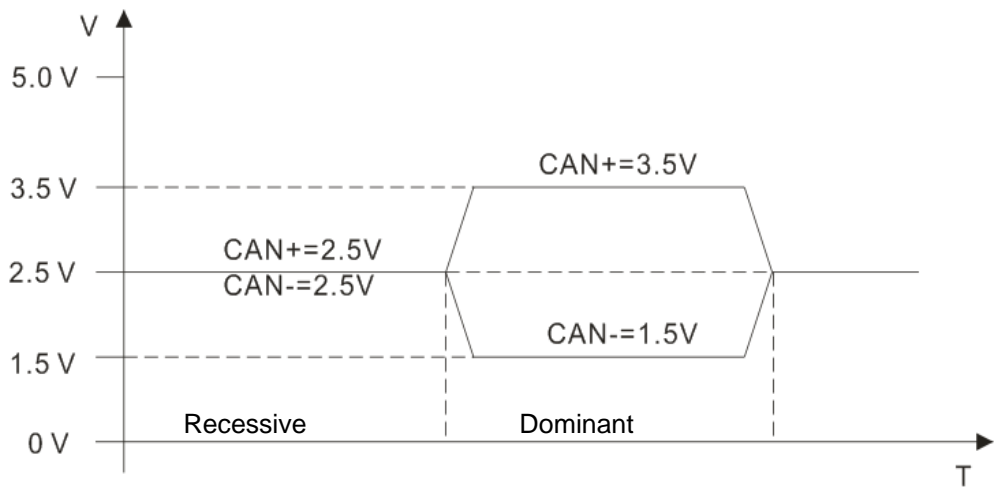 V
5.0 V
CAN+=3.5V
3.5 V
CAN+=2.5V
2.5 V
CAN-=2.5V
CAN-=1.5V
1.5 V
Recessive Dominant
0 V
T